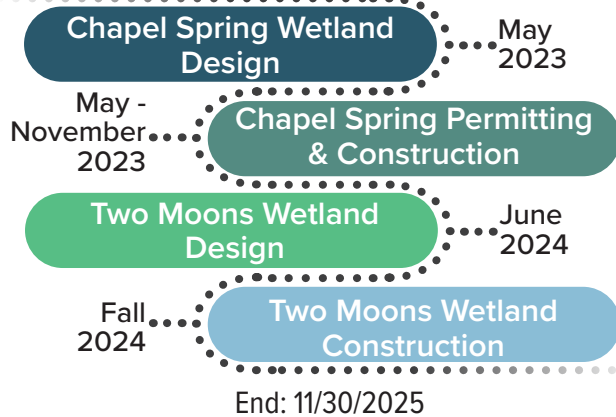 Chapel Spring Wetland
Design
May
2023
May -
November
2023
Chapel Spring Permitting
& Construction
Two Moons Wetland
Design
June
2024
Fall
2024
Two Moons Wetland
Construction
End: 11/30/2025